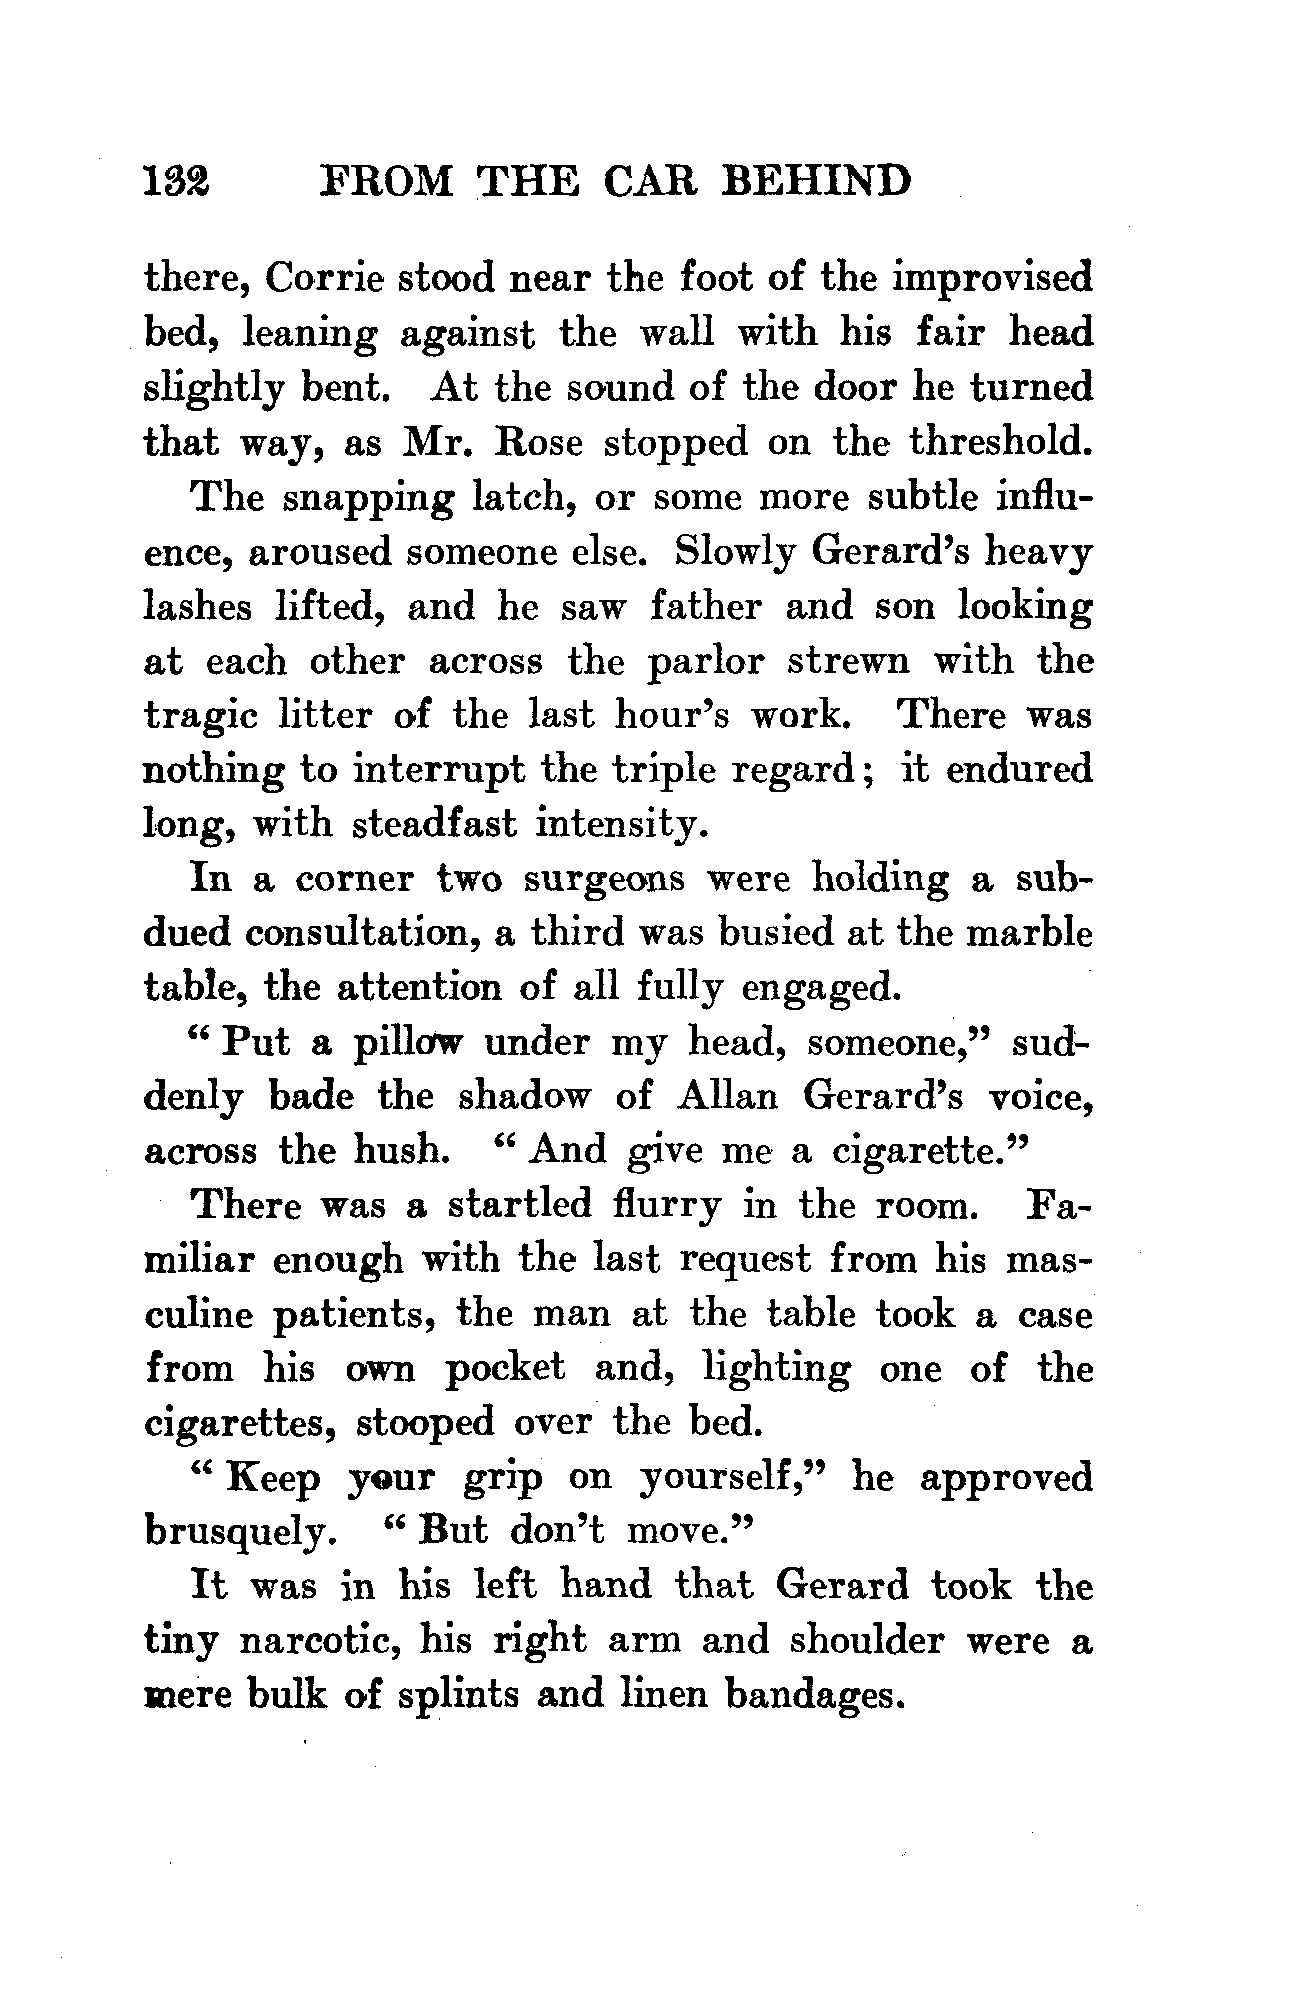 132 FROM THE CAR BEHIND
there, Corrie stood near the foot of the improvised
bed, leaning against the wall with his fair head
slightly bent. At the sound of the door he turned
that way, as Mr. Rose stopped on the threshold.
The snapping latch, or some more subtle influ-
ence, aroused someone else. Slowly Gerard's heavy
lashes lifted, and he saw father and son looking
at each other across the parlor strewn with the
tragic litter of the last hour's work. There was
nothing to interrupt the triple regard; it endured
long, with steadfast intensity.
In a corner two surgeons were holding a sub-
dued consultation, a third was busied at the marble
table, the attention of all fully engaged.
“ Put a pillow under my head, someone,” sud-
denly bade the shadow of Allan Gerard's voice,
across the hush. “ And give me a cigarette.”
There was a startled flurry in the room. Fa-
miliar enough with the last request from his mas-
culine patients, the man at the table took a case
from his own pocket and, lighting one of the
cigarettes, stooped over the bed.
“ Keep your grip on yourself,” he approved
brusquely. “ But don't move.”
It was in his left hand that Gerard took the
tiny narcotic, his right arm and shoulder were a
mere bulk of splints and linen bandages.